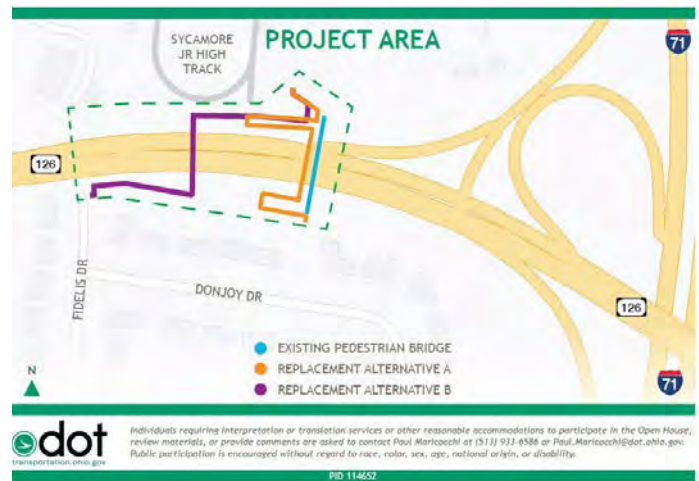 PROJECT AREA
SYCAMORE
JR HIGH
TRACK
71
126
FIDELIS DR
DONJOY DR
126
EXISTING PEDESTRIAN BRIDGE
REPLACEMENT ALTERNATIVE A
REPLACEMENT ALTERNATIVE B
N
71
dot
transportation.ohio.gov
Individuals requiring interpretation or translation services or other reasonable accommodations to participate in the Open House,
review materials, or provide comments are asked to contact Paul Maricocchi at (513) 933-6586 or Paul.Maricocchi@dot.ohio.gov.
Public participation is encouraged without regard to race, color, sex, age, national origin, or disability.
PID 114652